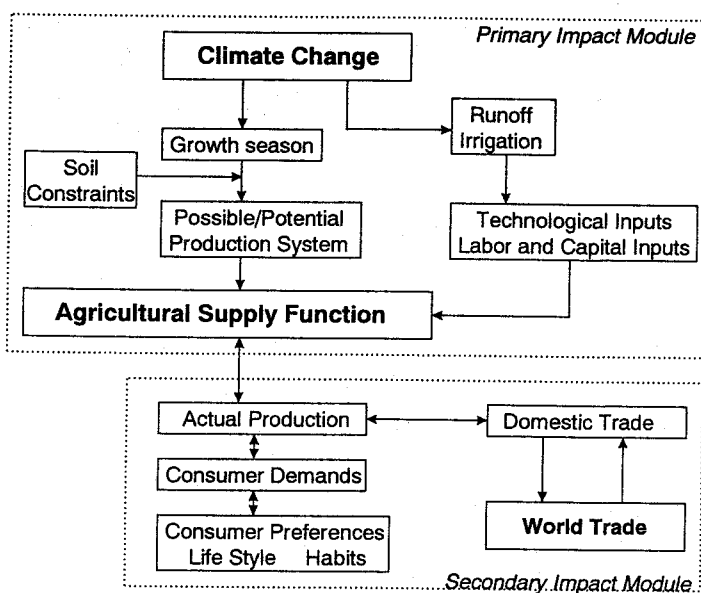 Primary Impact Module
Climate Change
Runoff
Irrigation
Growth season
Soil
Constraints
Possible/Potential
Production System
Technological Inputs
Labor and Capital Inputs
Agricultural Supply Function
Actual Production
Domestic Trade
Consumer Demands
Consumer Preferences
Life Style Habits
World Trade
Secondary Impact Module